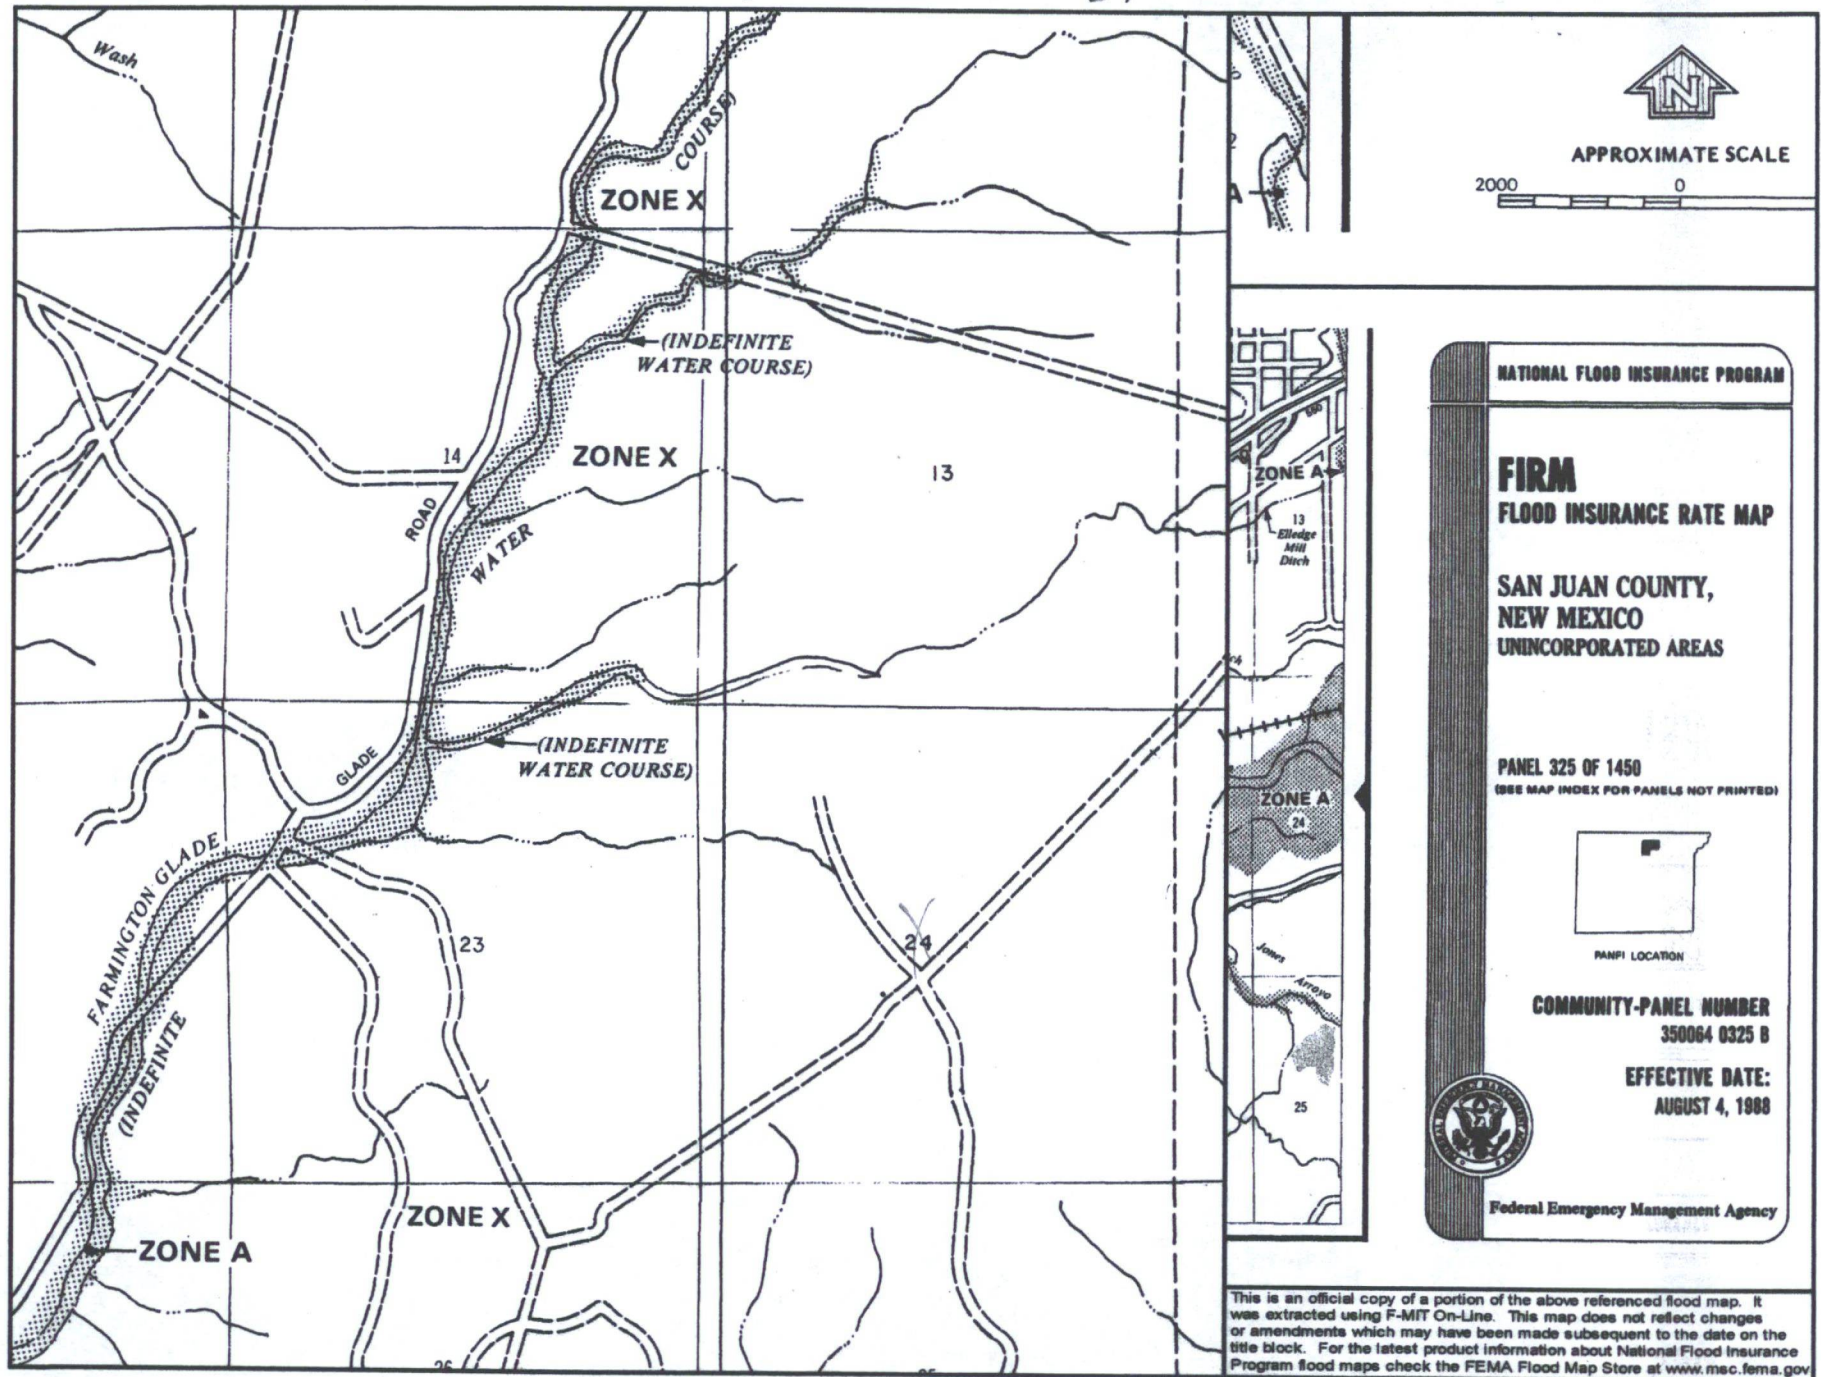 Wash
COURSE)
ZONE X
(INDEFINITE
WATER COURSE)
ZONE X
14
13
ROAD
WATER
(INDEFINITE
WATER COURSE)
GLADE
FARMINGTON GLADE
23
24
(INDEFINITE
ZONE X
ZONE A
A
ZONE A
13
Elledge
Mill
Ditch
ZONE A
24
Jones
Arroyo
25
N
APPROXIMATE SCALE
2000 0
NATIONAL FLOOD INSURANCE PROGRAM
FIRM
FLOOD INSURANCE RATE MAP
SAN JUAN COUNTY,
NEW MEXICO
UNINCORPORATED AREAS
PANEL 325 OF 1450
(SEE MAP INDEX FOR PANELS NOT PRINTED)
PANEL LOCATION
COMMUNITY-PANEL NUMBER
350064 0325 B
EFFECTIVE DATE:
AUGUST 4, 1988
Federal Emergency Management Agency
This is an official copy of a portion of the above referenced flood map. It
was extracted using F-MIT On-Line. This map does not reflect changes
or amendments which may have been made subsequent to the date on the
title block. For the latest product information about National Flood Insurance
Program flood maps check the FEMA Flood Map Store at www.msc.fema.gov